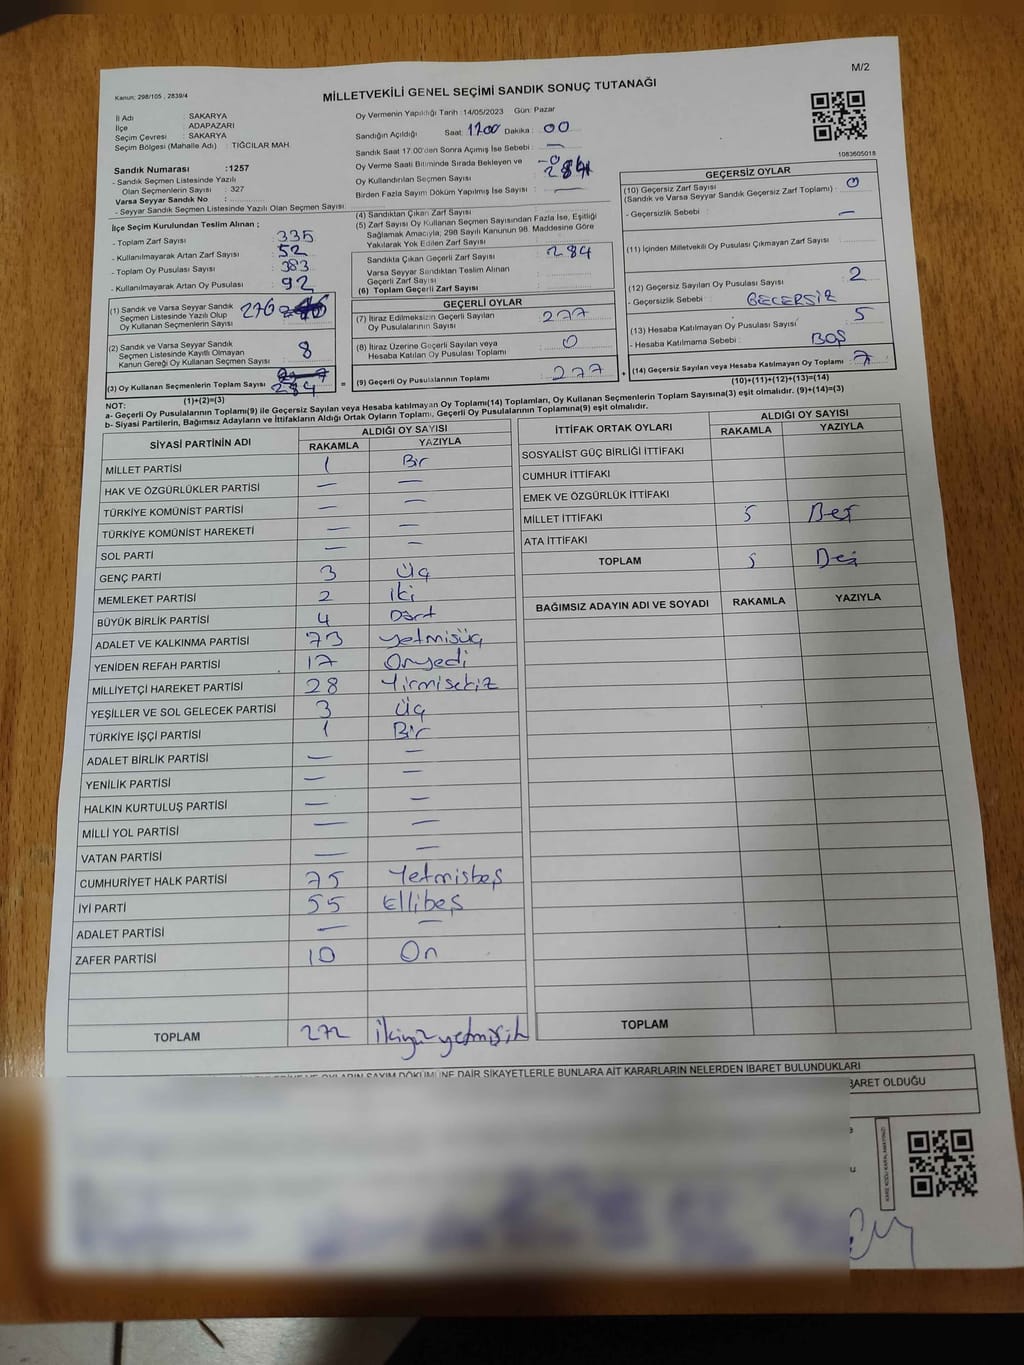 M/2
Kanun; 298/105 , 2839/4
MİLLETVEKİLİ GENEL SEÇİMİ SANDIK SONUÇ TUTANAĞI
İl Adı : SAKARYA
İlçe : ADAPAZARI
Seçim Çevresi : SAKARYA
Seçim Bölgesi (Mahalle Adı) : TIĞCILAR MAH.
Sandık Numarası :1257
- Sandık Seçmen Listesinde Yazılı
Olan Seçmenlerin Sayısı : 327
Varsa Seyyar Sandık No :
- Seyyar Sandık Seçmen Listesinde Yazılı Olan Seçmen Sayısı:
İlçe Seçim Kurulundan Teslim Alınan ;
- Toplam Zarf Sayısı : 335
- Kullanılmayarak Artan Zarf Sayısı : 52
- Toplam Oy Pusulası Sayısı : 383
- Kullanılmayarak Artan Oy Pusulası : 92
(1) Sandık ve Varsa Seyyar Sandık
Seçmen Listesinde Yazılı Olup
Oy Kullanan Seçmenlerin Sayısı 276
(2) Sandık ve Varsa Seyyar Sandık
Seçmen Listesinde Kayıtlı Olmayan
Kanun Gereği Oy Kullanan Seçmen Sayısı : 8
(3) Oy Kullanan Seçmenlerin Toplam Sayısı : 284
(1)+(2)=(3)
Oy Vermenin Yapıldığı Tarih :14/05/2023 Gün: Pazar
Sandığın Açıldığı Saat: 1700 Dakika : 00
Sandık Saat 17:00'den Sonra Açımış İse Sebebi : —
Oy Verme Saati Bitiminde Sırada Bekleyen ve
Oy Kullandırılan Seçmen Sayısı
Birden Fazla Sayım Döküm Yapılmış İse Sayısı : —
(4) Sandıktan Çıkan Zarf Sayısı
(5) Zarf Sayısı Oy Kullanan Seçmen Sayısından Fazla İse, Eşitliği
Sağlamak Amacıyla; 298 Sayılı Kanunun 98. Maddesine Göre
Yakılarak Yok Edilen Zarf Sayısı :
Sandıkta Çıkan Geçerli Zarf Sayısı : 284
Varsa Seyyar Sandıktan Teslim Alınan
Geçerli Zarf Sayısı :
(6) Toplam Geçerli Zarf Sayısı :
GEÇERLİ OYLAR
(7) İtiraz Edilmeksizin Geçerli Sayılan
Oy Pusulalarının Sayısı : 277
(8) İtiraz Üzerine Geçerli Sayılan veya
Hesaba Katılan Oy Pusulası Toplamı : 0
= (9) Geçerli Oy Pusulalarının Toplamı : 277 +
1083605018
GEÇERSİZ OYLAR
(10) Geçersiz Zarf Sayısı
(Sandık ve Varsa Seyyar Sandık Geçersiz Zarf Toplamı) : 0
- Geçersizlik Sebebi : —
(11) İçinden Milletvekili Oy Pusulası Çıkmayan Zarf Sayısı :
(12) Geçersiz Sayılan Oy Pusulası Sayısı : 2
- Geçersizlik Sebebi : GEÇERSİZ
(13) Hesaba Katılmayan Oy Pusulası Sayısı : 5
- Hesaba Katılmama Sebebi : BOŞ
(14) Geçersiz Sayılan veya Hesaba Katılmayan Oy Toplamı : 7
(10)+(11)+(12)+(13)=(14)
NOT:
a- Geçerli Oy Pusulalarının Toplamı(9) ile Geçersiz Sayılan veya Hesaba katılmayan Oy Toplamı(14) Toplamları, Oy Kullanan Seçmenlerin Toplam Sayısına(3) eşit olmalıdır. (9)+(14)=(3)
b- Siyasi Partilerin, Bağımsız Adayların ve İttifakların Aldığı Ortak Oyların Toplamı, Geçerli Oy Pusulalarının Toplamına(9) eşit olmalıdır.
SİYASİ PARTİNİN ADI ALDIĞI OY SAYISI
RAKAMLA YAZIYLA
MİLLET PARTİSİ 1 Bir
HAK VE ÖZGÜRLÜKLER PARTİSİ — —
TÜRKİYE KOMÜNİST PARTİSİ — —
TÜRKİYE KOMÜNİST HAREKETİ — —
SOL PARTİ — —
GENÇ PARTİ 3 Üç
MEMLEKET PARTİSİ 2 iki
BÜYÜK BİRLİK PARTİSİ 4 Dört
ADALET VE KALKINMA PARTİSİ 73 yetmişüç
YENİDEN REFAH PARTİSİ 17 Onyedi
MİLLİYETÇİ HAREKET PARTİSİ 28 Yirmisekiz
YEŞİLLER VE SOL GELECEK PARTİSİ 3 Üç
TÜRKİYE İŞÇİ PARTİSİ 1 Bir
ADALET BİRLİK PARTİSİ — —
YENİLİK PARTİSİ — —
HALKIN KURTULUŞ PARTİSİ — —
MİLLİ YOL PARTİSİ — —
VATAN PARTİSİ — —
CUMHURİYET HALK PARTİSİ 75 Yetmişbeş
İYİ PARTİ 55 Ellibeş
ADALET PARTİSİ — —
ZAFER PARTİSİ 10 On
TOPLAM 272 ikiyüzyetmişik
İTTİFAK ORTAK OYLARI ALDIĞI OY SAYISI
RAKAMLA YAZIYLA
SOSYALİST GÜÇ BİRLİĞİ İTTİFAKI
CUMHUR İTTİFAKI
EMEK VE ÖZGÜRLÜK İTTİFAKI
MİLLET İTTİFAKI 5 Beş
ATA İTTİFAKI
TOPLAM 5 Beş
BAĞIMSIZ ADAYIN ADI VE SOYADI RAKAMLA YAZIYLA
TOPLAM
OYLARIN SAYIM DÖKÜMÜNE DAİR ŞİKAYETLERLE BUNLARA AİT KARARLARIN NELERDEN İBARET BULUNDUKLARI
BARET OLDUĞU